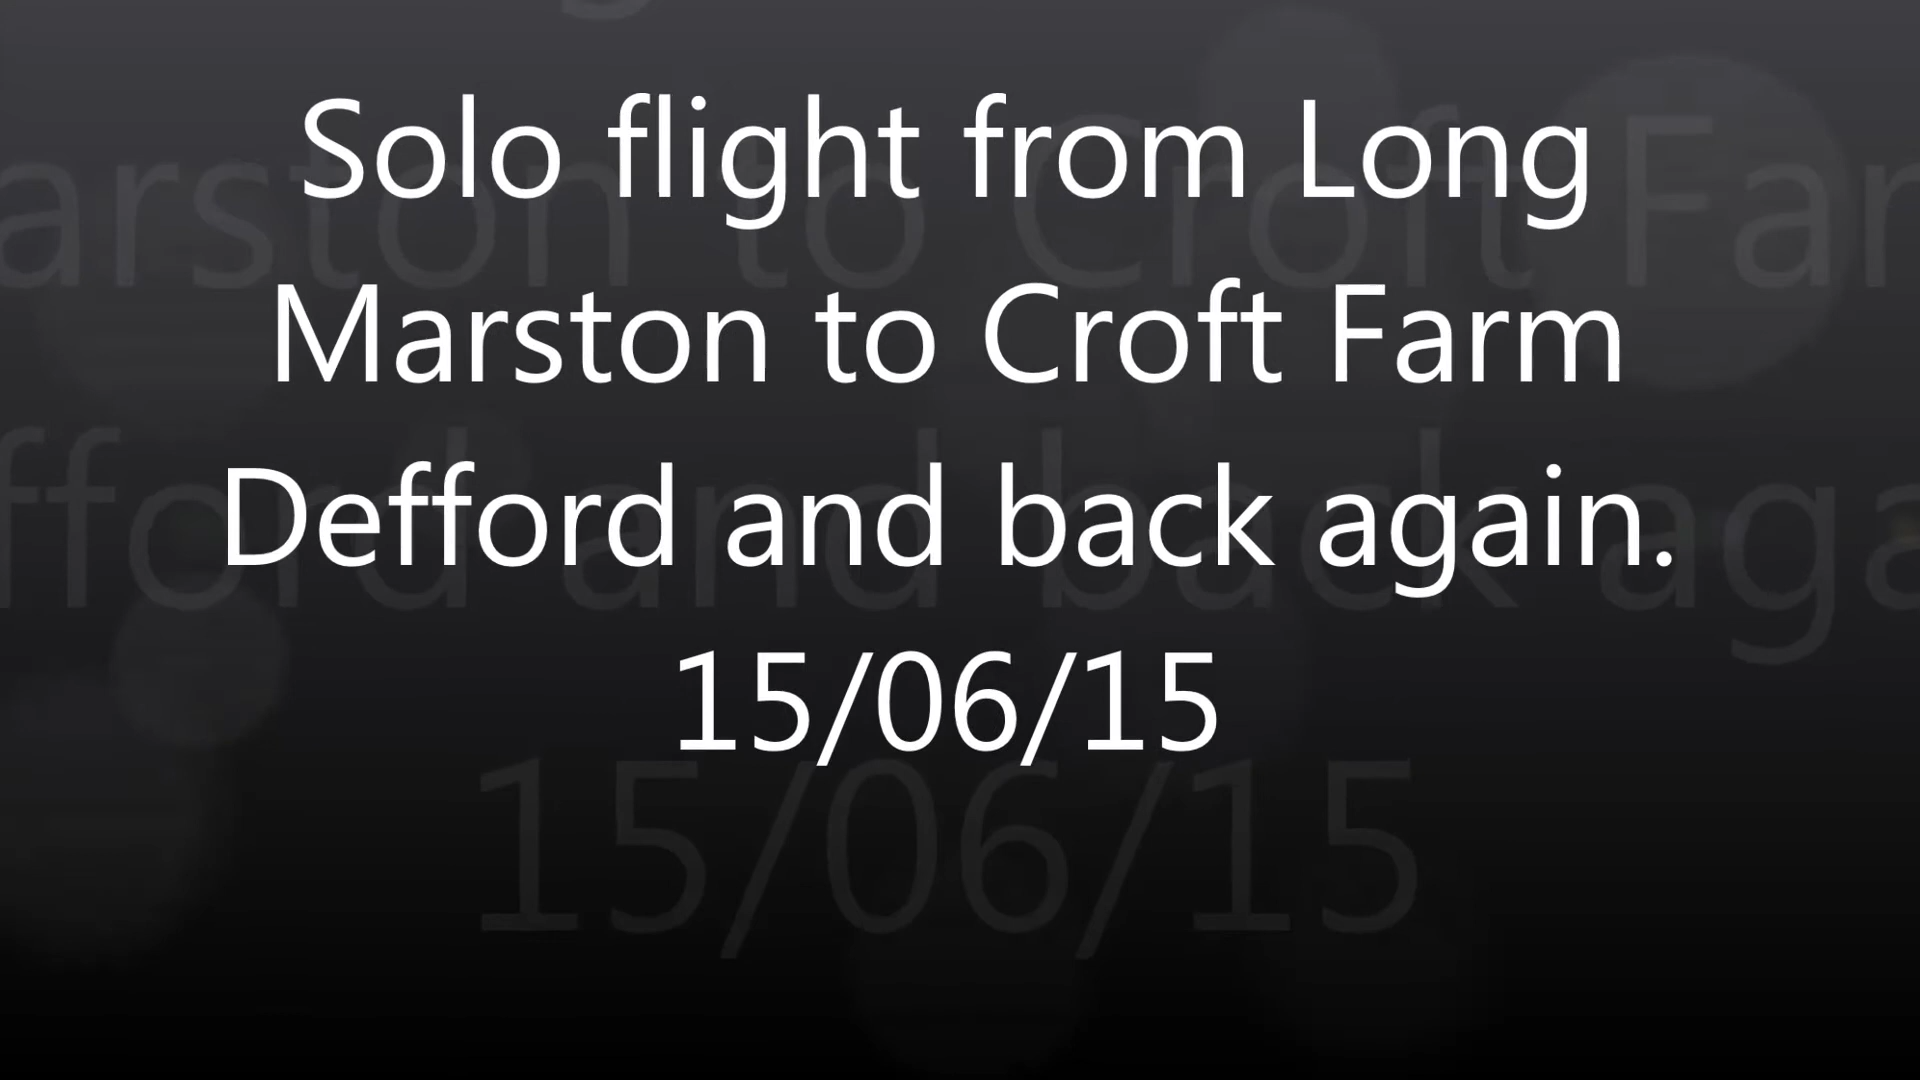 Solo flight from Long
Marston to Croft Farm
Defford and back again.
15/06/15